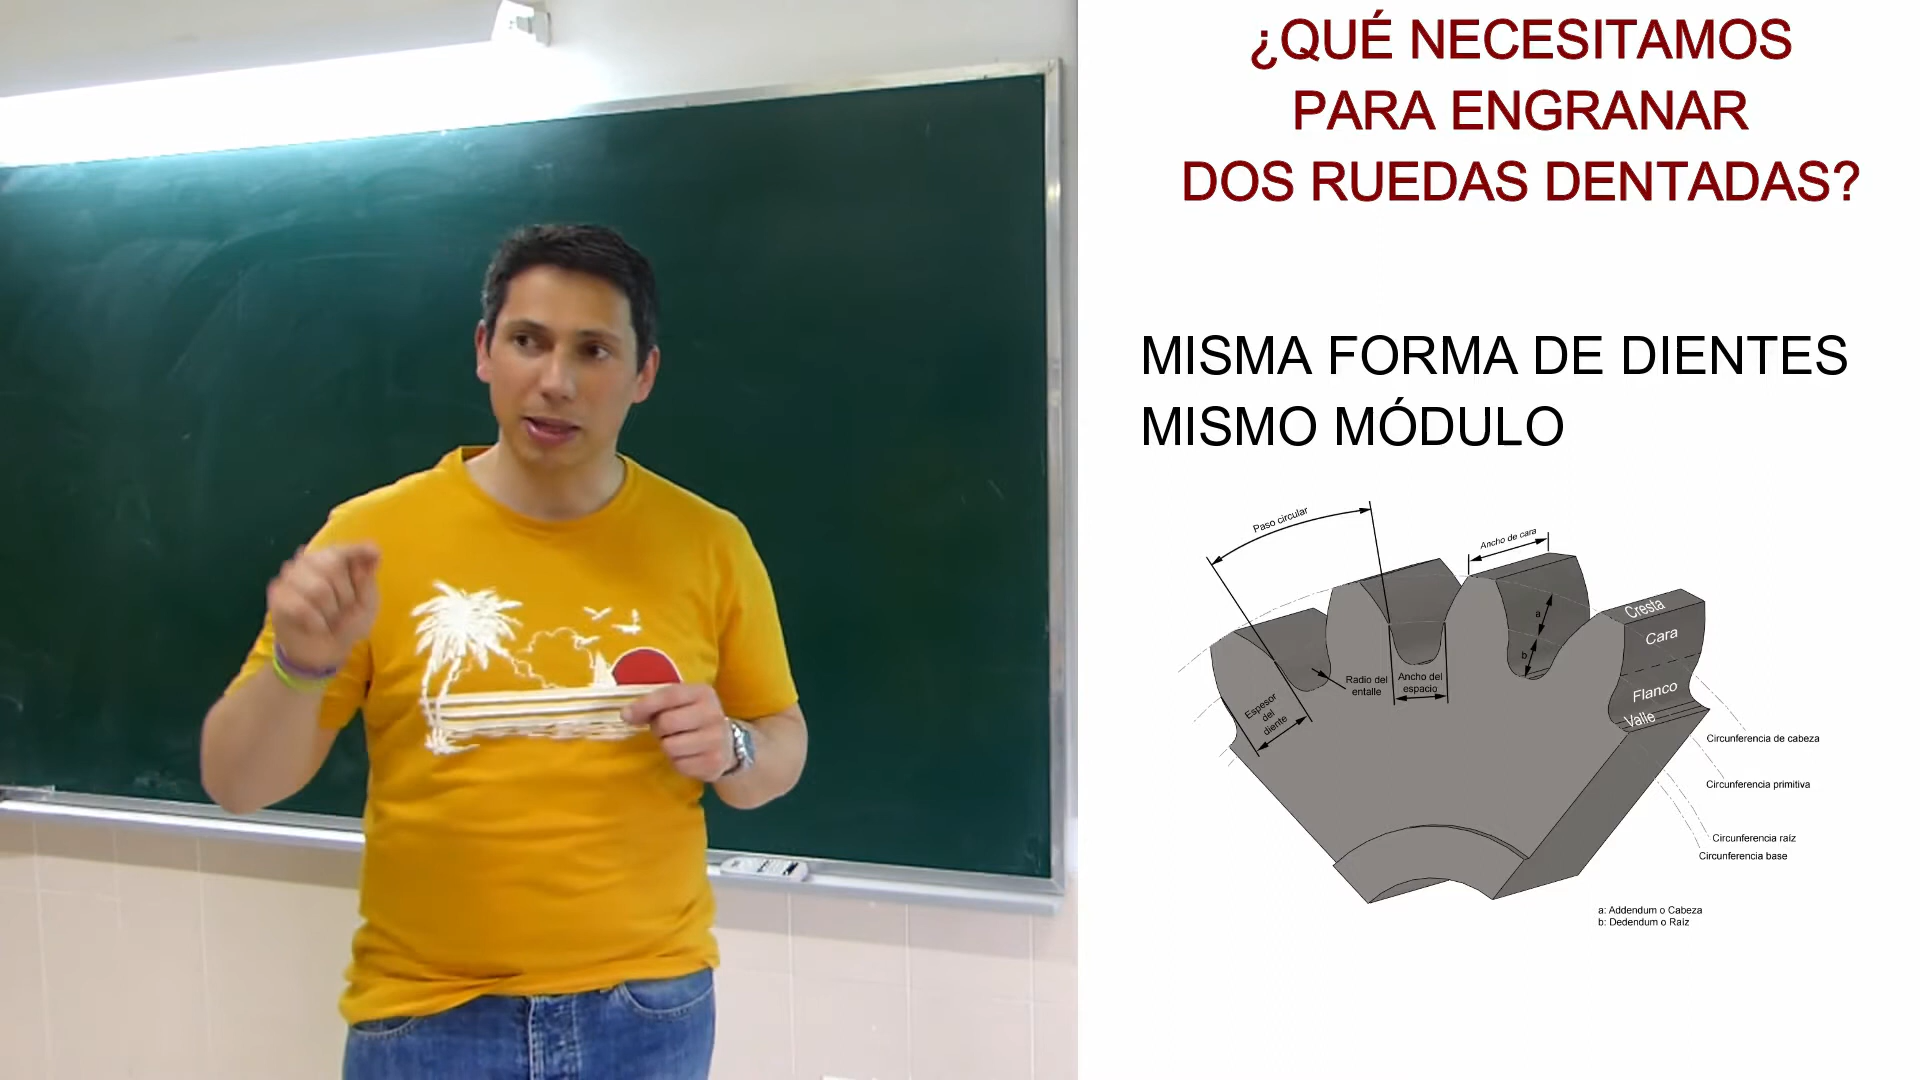 ¿QUÉ NECESITAMOS
PARA ENGRANAR
DOS RUEDAS DENTADAS?
MISMA FORMA DE DIENTES
MISMO MÓDULO
Paso circular
Ancho de cara
a
b
Cresta
Cara
Flanco
Valle
Radio del
entalle
Ancho del
espacio
Espesor
del
diente
Circunferencia de cabeza
Circunferencia primitiva
Circunferencia raíz
Circunferencia base
a: Addendum o Cabeza
b: Dedendum o Raíz